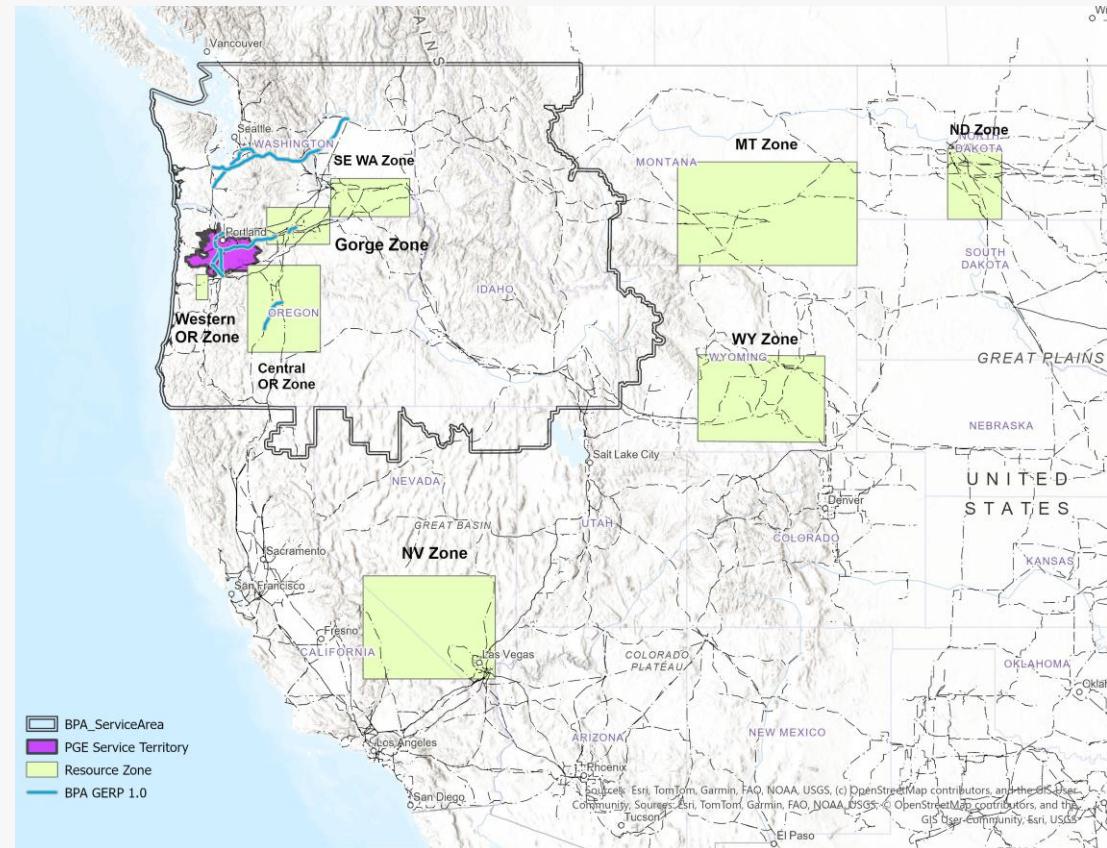 Wi
Vancouver
AINS
Seattle
WASHINGTON
SE WA Zone
MONTANA
MT Zone
ND Zone
NORTH
DAKOTA
Portland
Gorge Zone
SOUTH
DAKOTA
IDAHO
OREGON
Western
OR Zone
Central
OR Zone
WY Zone
WYOMING
GREAT PLAINS
NEBRASKA
Salt Lake City
UNITED
STATES
NEVADA
GREAT BASIN
UTAH
Denver
COLORADO
KANSAS
NV Zone
Sacramento
San Francisco
Fresno
CALIFORNIA
Las Vegas
COLORADO
PLATEAU
OKLAHOMA
Oklah
BPA_ServiceArea
PGE Service Territory
Resource Zone
BPA GERP 1.0
Los Angeles
San Diego
ARIZONA
NEW MEXICO
Phoenix
Tucson
El Paso
Sources: Esri, TomTom, Garmin, FAO, NOAA, USGS, (c) OpenStreetMap contributors, and the GIS User
Community, Sources: Esri, TomTom, Garmin, FAO, NOAA, USGS, © OpenStreetMap contributors, and the
GIS User Community, Esri, USGS